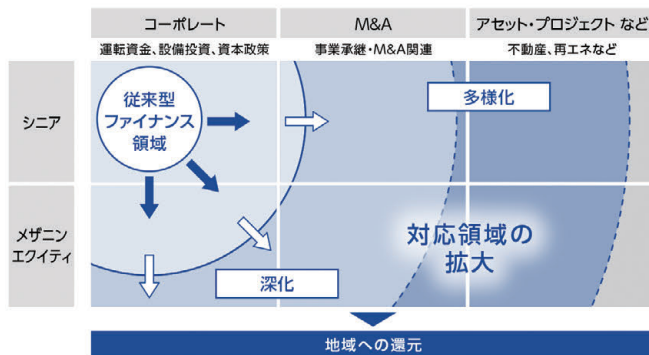 コーポレート
M&A
アセット・プロジェクト など
運転資金、設備投資、資本政策
事業承継・M&A関連
不動産、再エネなど
シニア
従来型
ファイナンス
領域
多様化
メザニン
エクイティ
対応領域の
拡大
深化
地域への還元